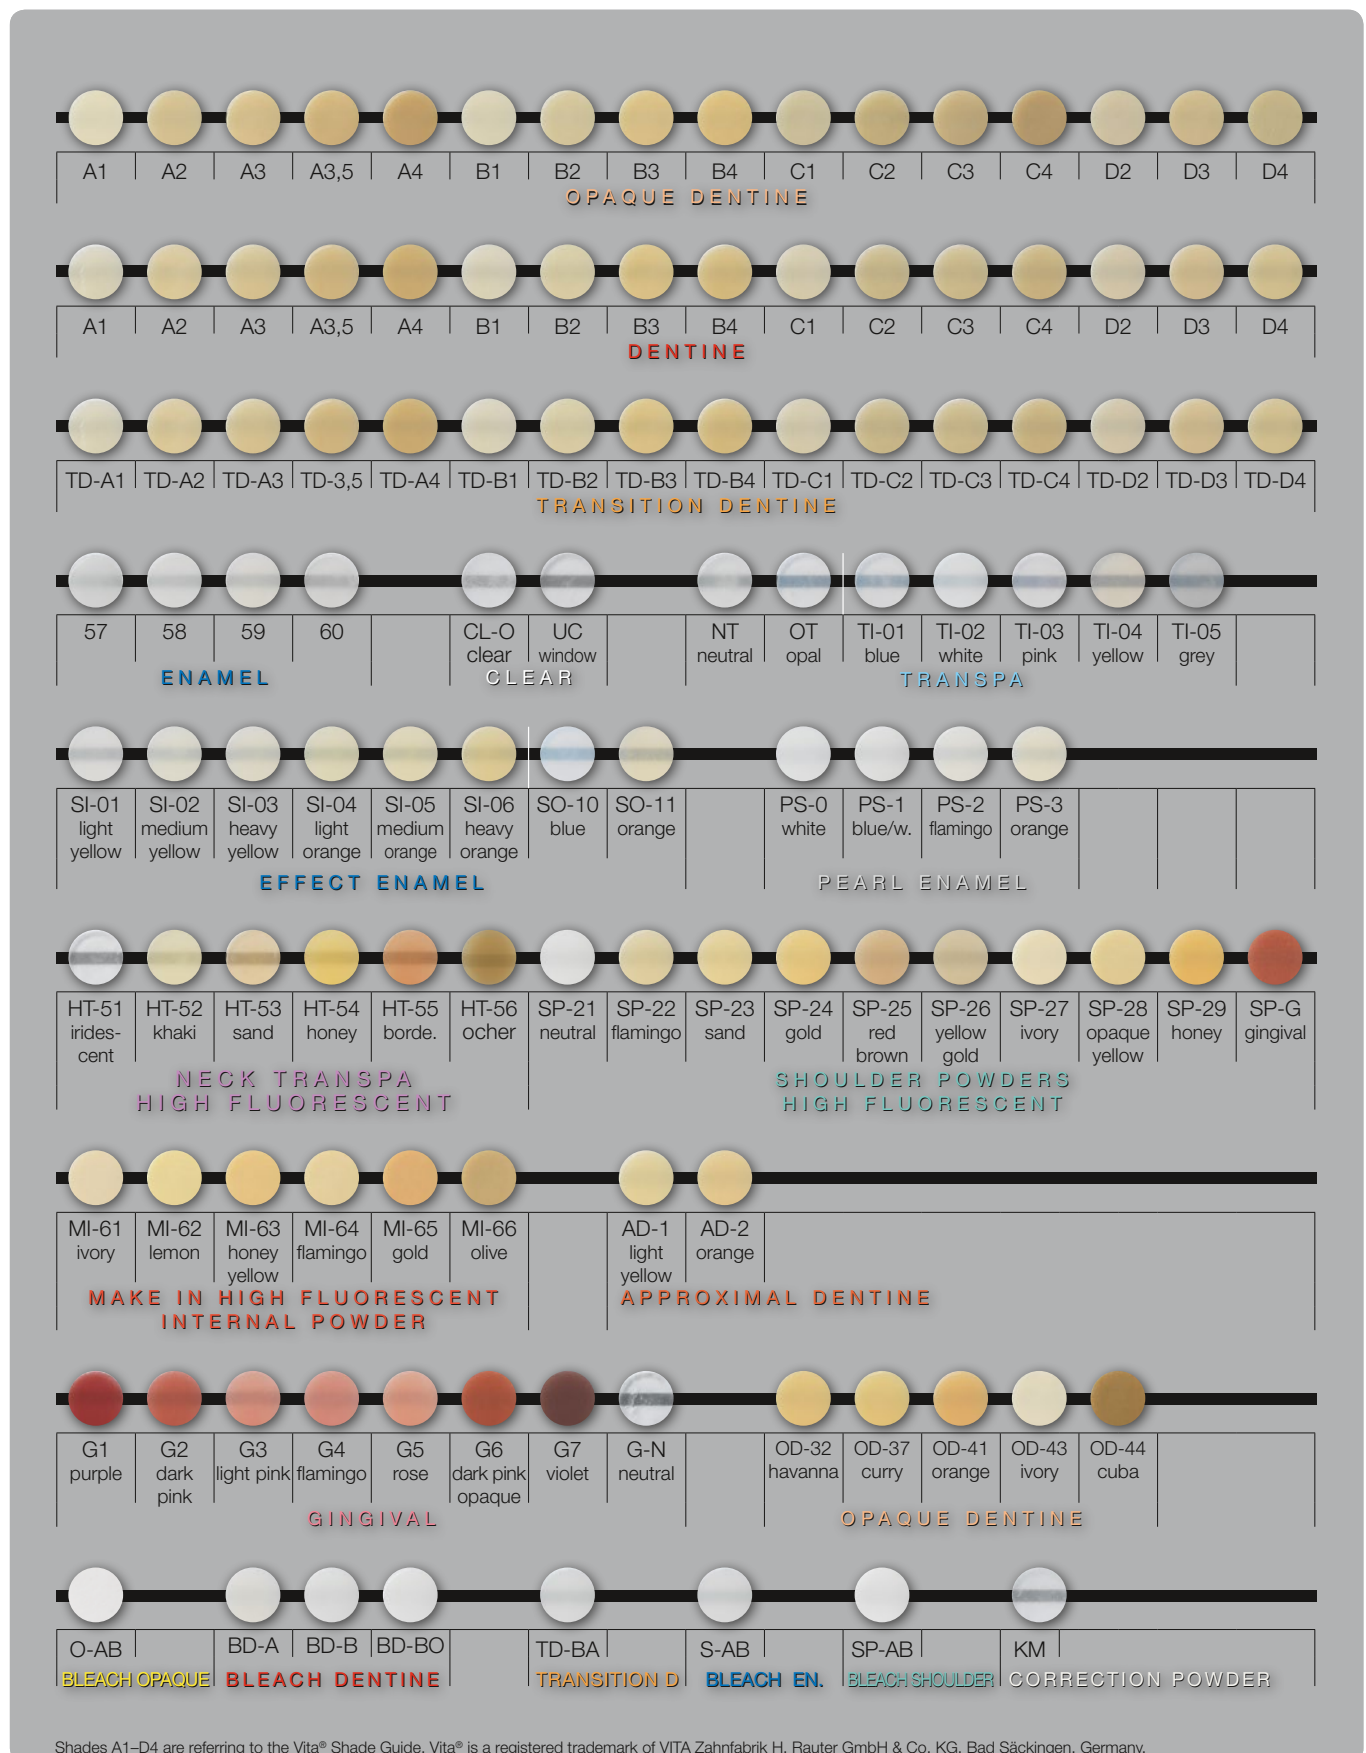 A1 A2 A3 A3,5 A4 B1 B2 B3 B4 C1 C2 C3 C4 D2 D3 D4
OPAQUE DENTINE
A1 A2 A3 A3,5 A4 B1 B2 B3 B4 C1 C2 C3 C4 D2 D3 D4
DENTINE
TD-A1 TD-A2 TD-A3 TD-3,5 TD-A4 TD-B1 TD-B2 TD-B3 TD-B4 TD-C1 TD-C2 TD-C3 TD-C4 TD-D2 TD-D3 TD-D4
TRANSITION DENTINE
57 58 59 60 CL-O UC NT OT TI-01 TI-02 TI-03 TI-04 TI-05
clear window neutral opal blue white pink yellow grey
ENAMEL CLEAR TRANSPA
SI-01 SI-02 SI-03 SI-04 SI-05 SI-06 SO-10 SO-11 PS-0 PS-1 PS-2 PS-3
light medium heavy light medium heavy blue orange white blue/w. flamingo orange
yellow yellow yellow orange orange orange
EFFECT ENAMEL PEARL ENAMEL
HT-51 HT-52 HT-53 HT-54 HT-55 HT-56 SP-21 SP-22 SP-23 SP-24 SP-25 SP-26 SP-27 SP-28 SP-29 SP-G
irides- khaki sand honey borde. ocher neutral flamingo sand gold red yellow ivory opaque honey gingival
cent brown gold yellow
NECK TRANSPA SHOULDER POWDERS
HIGH FLUORESCENT HIGH FLUORESCENT
MI-61 MI-62 MI-63 MI-64 MI-65 MI-66 AD-1 AD-2
ivory lemon honey flamingo gold olive light orange
yellow yellow
MAKE IN HIGH FLUORESCENT APPROXIMAL DENTINE
INTERNAL POWDER
G1 G2 G3 G4 G5 G6 G7 G-N OD-32 OD-37 OD-41 OD-43 OD-44
purple dark light pink flamingo rose dark pink violet neutral havanna curry orange ivory cuba
pink opaque
GINGIVAL OPAQUE DENTINE
O-AB BD-A BD-B BD-BO TD-BA S-AB SP-AB KM
BLEACH OPAQUE BLEACH DENTINE TRANSITION D BLEACH EN. BLEACH SHOULDER CORRECTION POWDER
Shades A1–D4 are referring to the Vita® Shade Guide. Vita® is a registered trademark of VITA Zahnfabrik H. Rauter GmbH & Co. KG, Bad Säckingen, Germany.